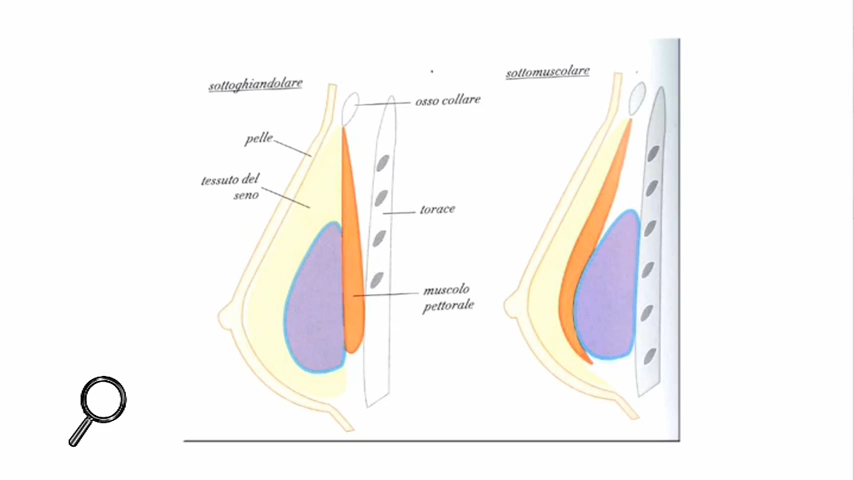 sottoghiandolare
sottomuscolare
osso collare
pelle
tessuto del
seno
torace
muscolo
pettorale